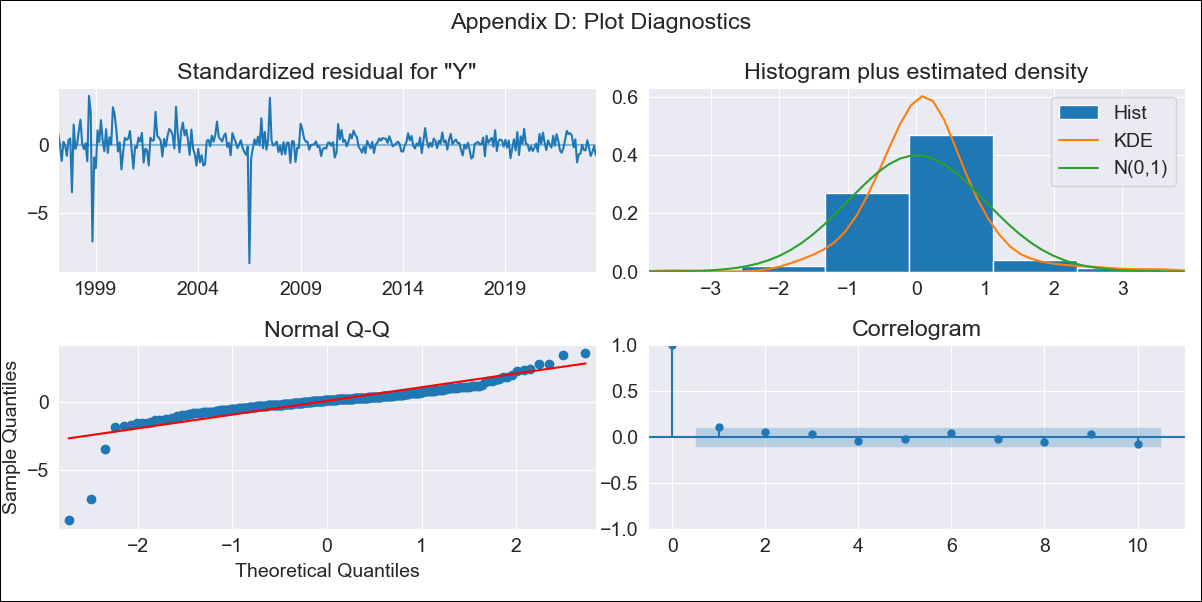 Appendix D: Plot Diagnostics
Standardized residual for "Y"
0
−5
1999 2004 2009 2014 2019
Histogram plus estimated density
0.6
0.4
0.2
0.0
Hist
KDE
N(0,1)
−3 −2 −1 0 1 2 3
Normal Q-Q
Sample Quantiles
0
−5
−2 −1 0 1 2
Theoretical Quantiles
Correlogram
1.0
0.5
0.0
−0.5
−1.0
0 2 4 6 8 10